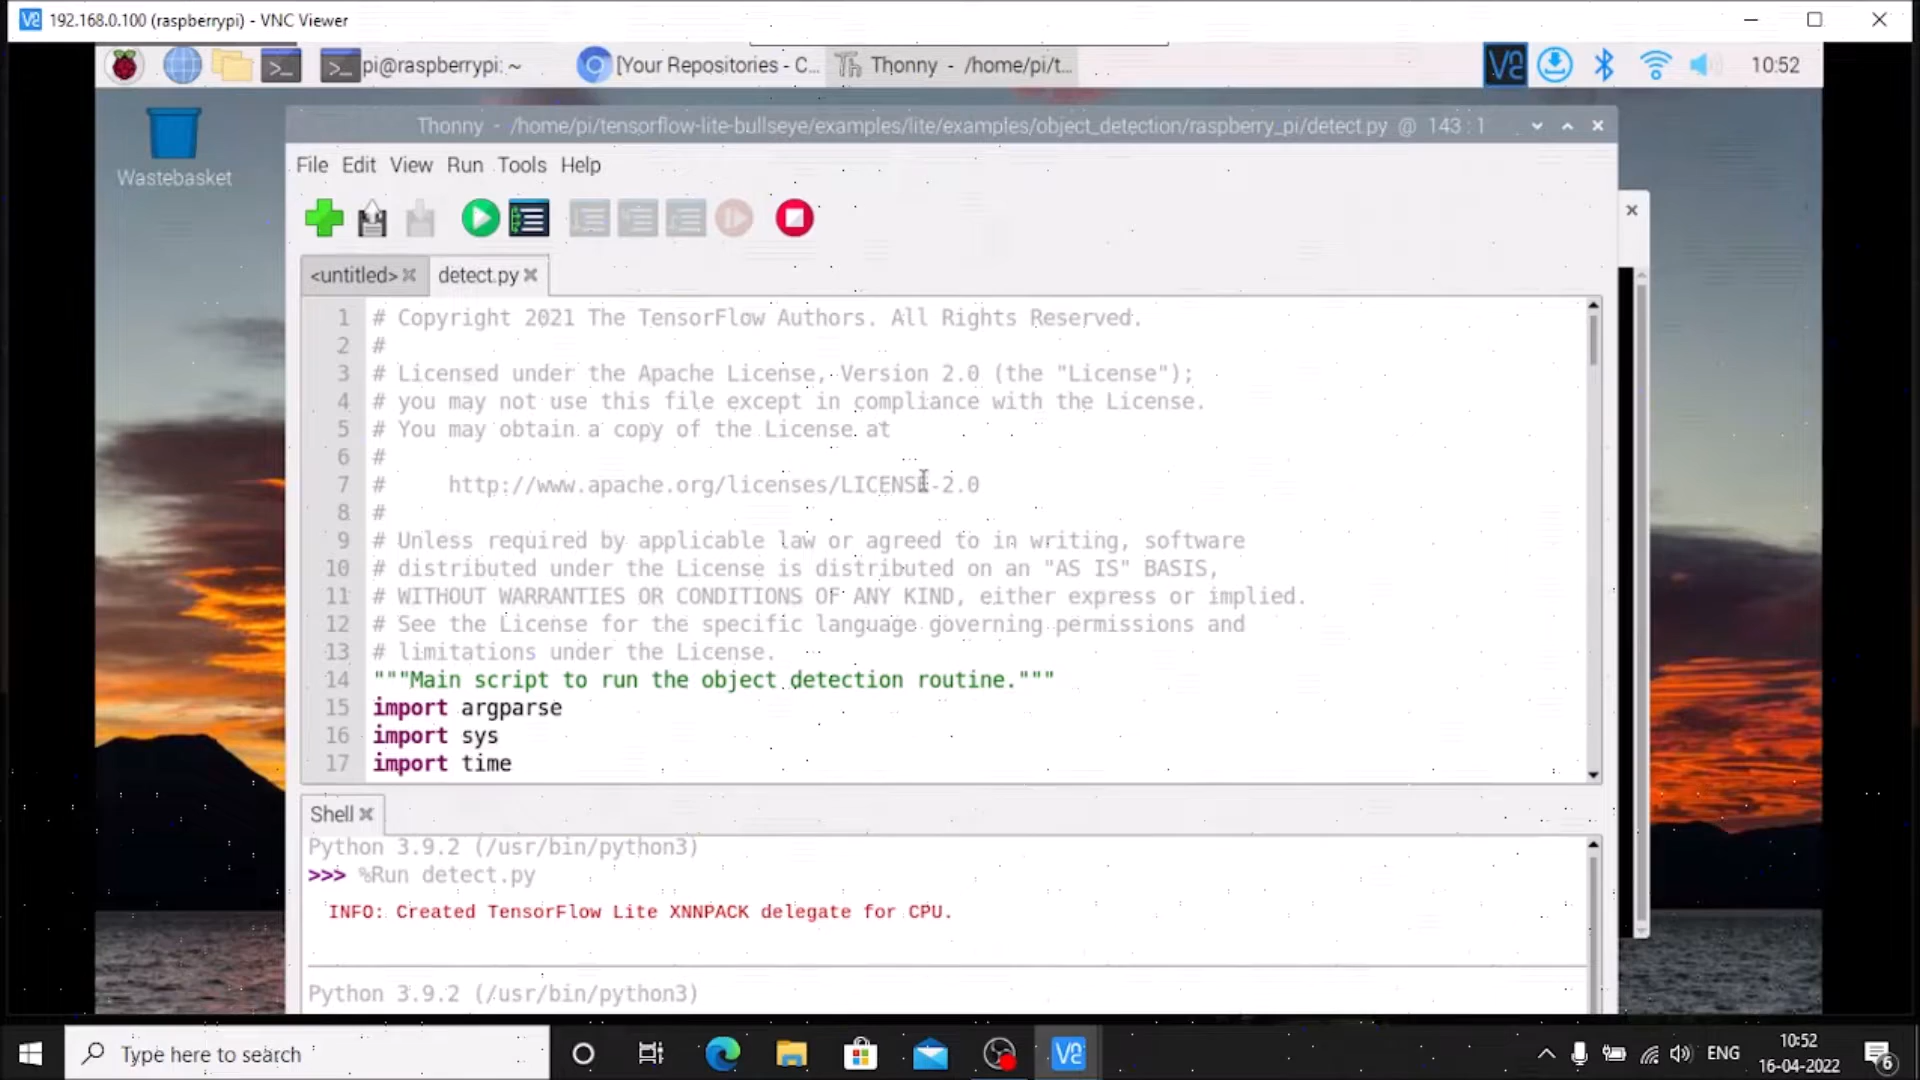 192.168.0.100 (raspberrypi) - VNC Viewer
pi@raspberrypi: ~
[Your Repositories - C...
Thonny - /home/pi/t...
10:52
Wastebasket
Thonny - /home/pi/tensorflow-lite-bullseye/examples/lite/examples/object_detection/raspberry_pi/detect.py @ 143 : 1
File Edit View Run Tools Help
<untitled>
detect.py
1 # Copyright 2021 The TensorFlow Authors. All Rights Reserved.
2 #
3 # Licensed under the Apache License, Version 2.0 (the "License");
4 # you may not use this file except in compliance with the License.
5 # You may obtain a copy of the License at
6 #
7 # http://www.apache.org/licenses/LICENSE-2.0
8 #
9 # Unless required by applicable law or agreed to in writing, software
10 # distributed under the License is distributed on an "AS IS" BASIS,
11 # WITHOUT WARRANTIES OR CONDITIONS OF ANY KIND, either express or implied.
12 # See the License for the specific language governing permissions and
13 # limitations under the License.
14 """Main script to run the object detection routine."""
15 import argparse
16 import sys
17 import time
Shell
Python 3.9.2 (/usr/bin/python3)
>>> %Run detect.py
INFO: Created TensorFlow Lite XNNPACK delegate for CPU.
Python 3.9.2 (/usr/bin/python3)
Type here to search
ENG
10:52
16-04-2022
6